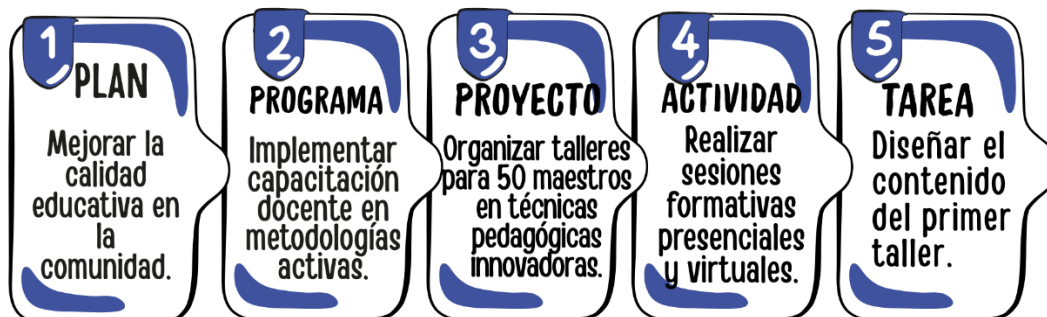 1
PLAN
Mejorar la
calidad
educativa en
la
comunidad.
2
PROGRAMA
Implementar
capacitación
docente en
metodologías
activas.
3
PROYECTO
Organizar talleres
para 50 maestros
en técnicas
pedagógicas
innovadoras.
4
ACTIVIDAD
Realizar
sesiones
formativas
presenciales
y virtuales.
5
TAREA
Diseñar el
contenido
del primer
taller.